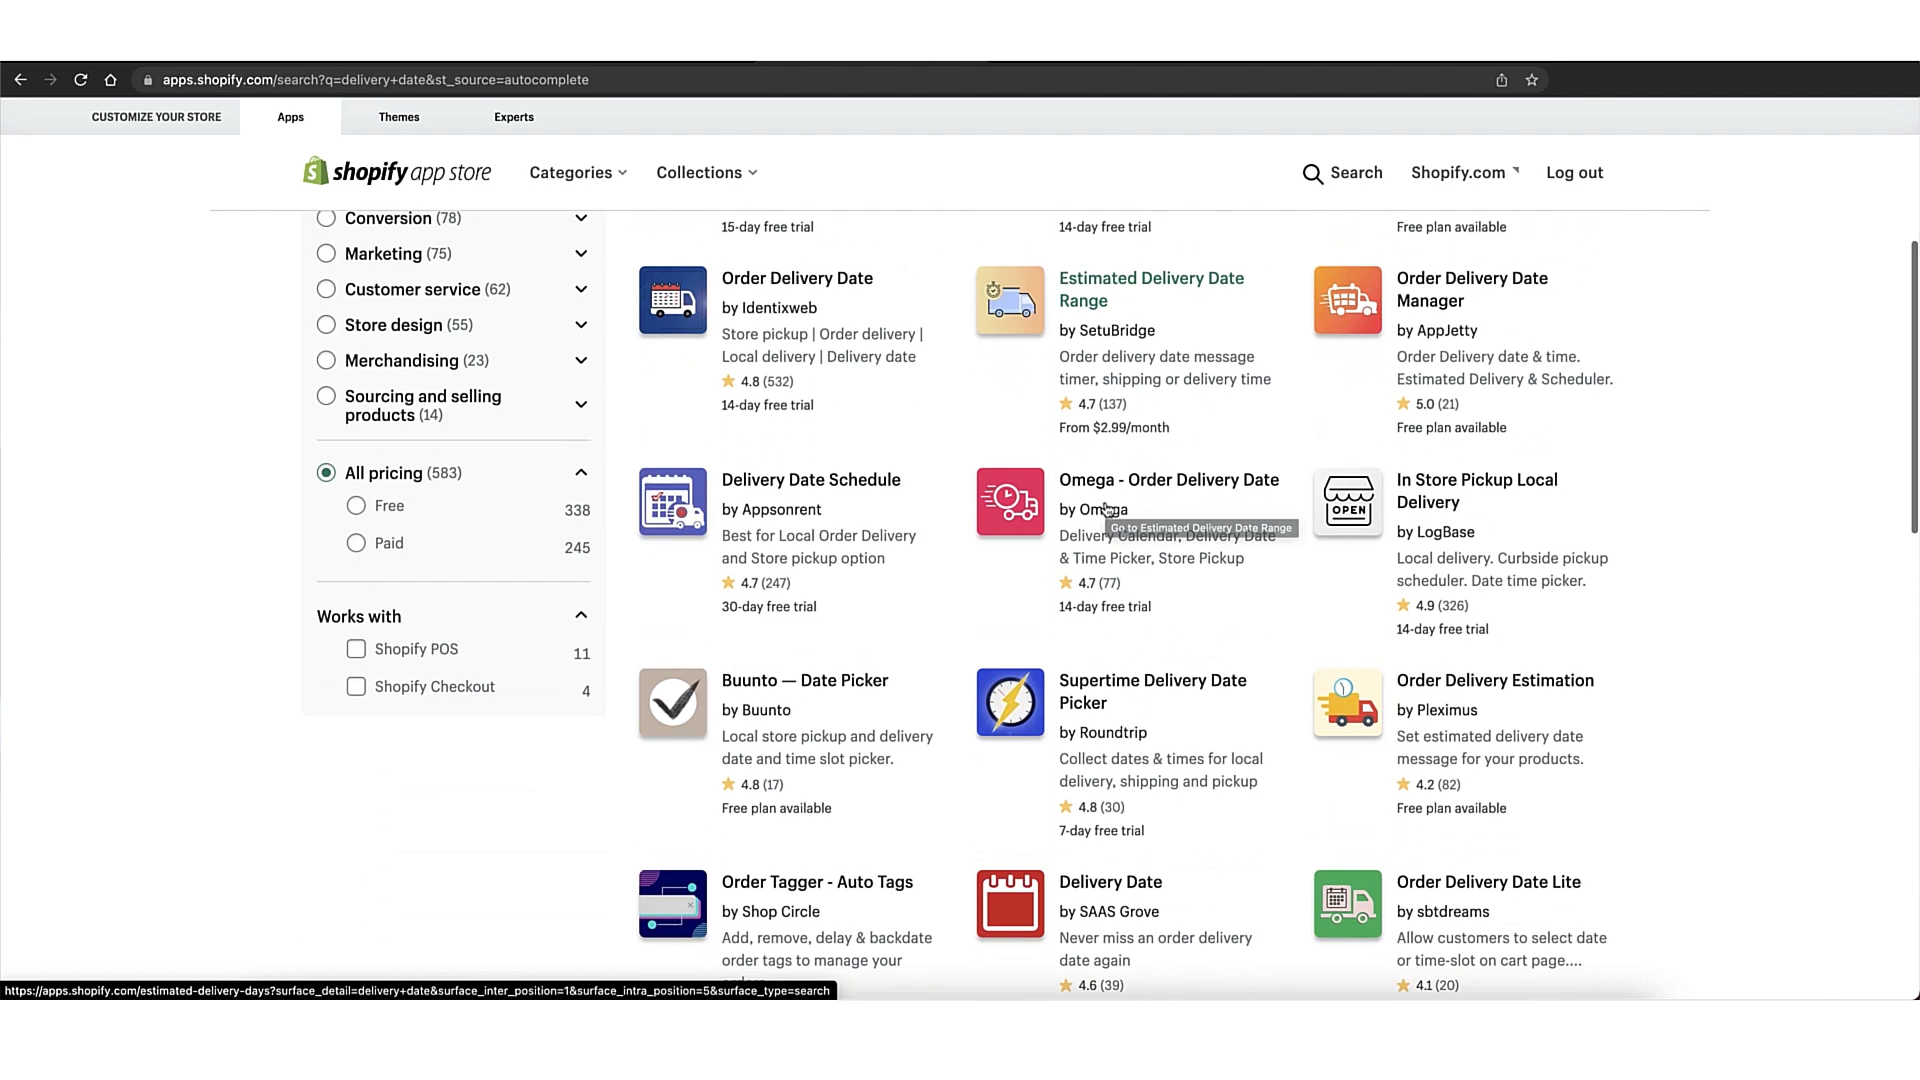 apps.shopify.com/search?q=delivery+date&st_source=autocomplete
CUSTOMIZE YOUR STORE
Apps
Themes
Experts
shopify app store
Categories
Collections
Search
Shopify.com
Log out
Conversion (78)
Marketing (75)
Customer service (62)
Store design (55)
Merchandising (23)
Sourcing and selling
products (14)
All pricing (583)
Free 338
Paid 245
Works with
Shopify POS 11
Shopify Checkout 4
15-day free trial
14-day free trial
Free plan available
Order Delivery Date
by Identixweb
Store pickup | Order delivery |
Local delivery | Delivery date
4.8 (532)
14-day free trial
Estimated Delivery Date
Range
by SetuBridge
Order delivery date message
timer, shipping or delivery time
4.7 (137)
From $2.99/month
Order Delivery Date
Manager
by AppJetty
Order Delivery date & time.
Estimated Delivery & Scheduler.
5.0 (21)
Free plan available
Delivery Date Schedule
by Appsonrent
Best for Local Order Delivery
and Store pickup option
4.7 (247)
30-day free trial
Omega - Order Delivery Date
by Omega
Go to Estimated Delivery Date Range
Delivery Calendar, Delivery Date
& Time Picker, Store Pickup
4.7 (77)
14-day free trial
OPEN
In Store Pickup Local
Delivery
by LogBase
Local delivery. Curbside pickup
scheduler. Date time picker.
4.9 (326)
14-day free trial
Buunto — Date Picker
by Buunto
Local store pickup and delivery
date and time slot picker.
4.8 (17)
Free plan available
Supertime Delivery Date
Picker
by Roundtrip
Collect dates & times for local
delivery, shipping and pickup
4.8 (30)
7-day free trial
Order Delivery Estimation
by Pleximus
Set estimated delivery date
message for your products.
4.2 (82)
Free plan available
Order Tagger - Auto Tags
by Shop Circle
Add, remove, delay & backdate
order tags to manage your
Delivery Date
by SAAS Grove
Never miss an order delivery
date again
4.6 (39)
Order Delivery Date Lite
by sbtdreams
Allow customers to select date
or time-slot on cart page....
4.1 (20)
https://apps.shopify.com/estimated-delivery-days?surface_detail=delivery+date&surface_inter_position=1&surface_intra_position=5&surface_type=search